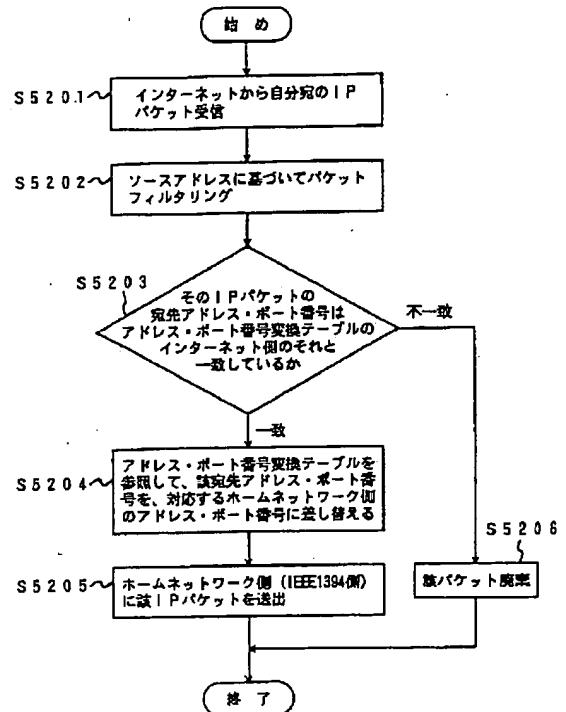 始 め
S5201
インターネットから自分宛のIP
パケット受信
S5202
ソースアドレスに基づいてパケット
フィルタリング
S5203
そのIPパケットの
宛先アドレス・ポート番号は
アドレス・ポート番号変換テーブルの
インターネット側のそれと
一致しているか
不一致
一致
S5204
アドレス・ポート番号変換テーブルを
参照して、該宛先アドレス・ポート番
号を、対応するホームネットワーク側
のアドレス・ポート番号に差し替える
S5206
該パケット廃棄
S5205
ホームネットワーク側(IEEE1394側)
に該IPパケットを送出
終 了